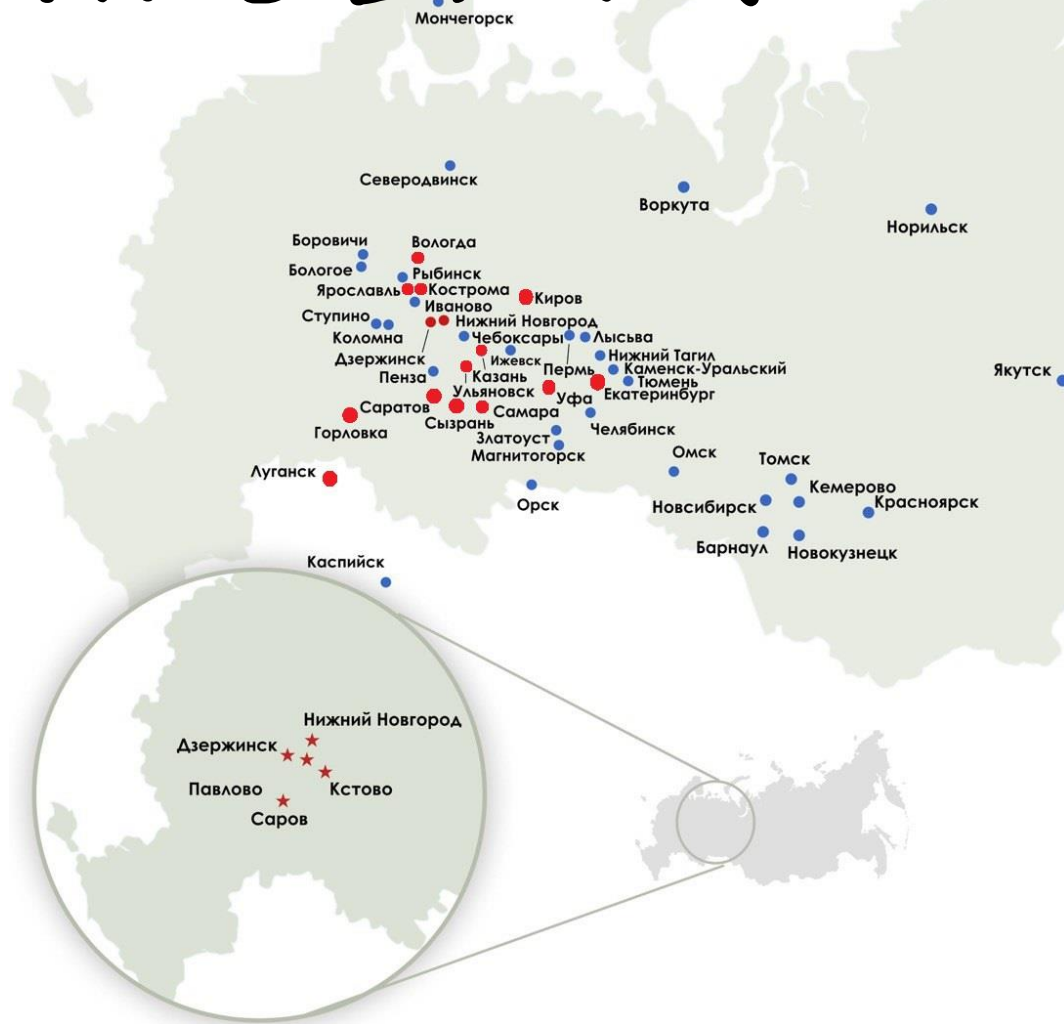 Мончегорск
Северодвинск
Воркута
Норильск
Боровичи
Вологда
Бологое
Рыбинск
Ярославль
Кострома
Киров
Иваново
Ступино
Нижний Новгород
Коломна
Чебоксары
Лысьва
Дзержинск
Ижевск
Нижний Тагил
Пермь
Каменск-Уральский
Якутск
Пенза
Казань
Тюмень
Ульяновск
Екатеринбург
Уфа
Саратов
Самара
Сызрань
Горловка
Челябинск
Златоуст
Магнитогорск
Омск
Томск
Луганск
Кемерово
Орск
Новсибирск
Красноярск
Барнаул
Новокузнецк
Каспийск
Нижний Новгород
Дзержинск
Павлово
Кстово
Саров